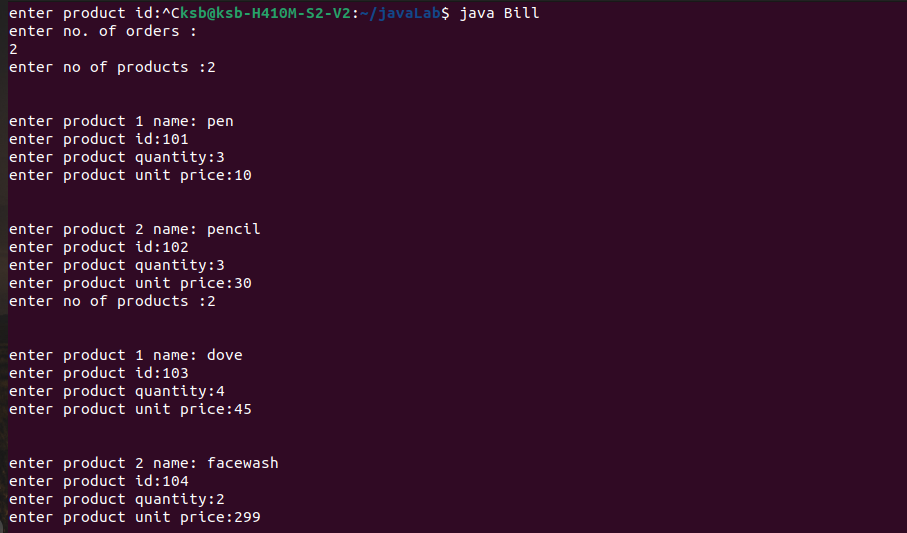 enter product id:^Cksb@ksb-H410M-S2-V2:~/javaLab$ java Bill
enter no. of orders :
2
enter no of products :2
enter product 1 name: pen
enter product id:101
enter product quantity:3
enter product unit price:10
enter product 2 name: pencil
enter product id:102
enter product quantity:3
enter product unit price:30
enter no of products :2
enter product 1 name: dove
enter product id:103
enter product quantity:4
enter product unit price:45
enter product 2 name: facewash
enter product id:104
enter product quantity:2
enter product unit price:299